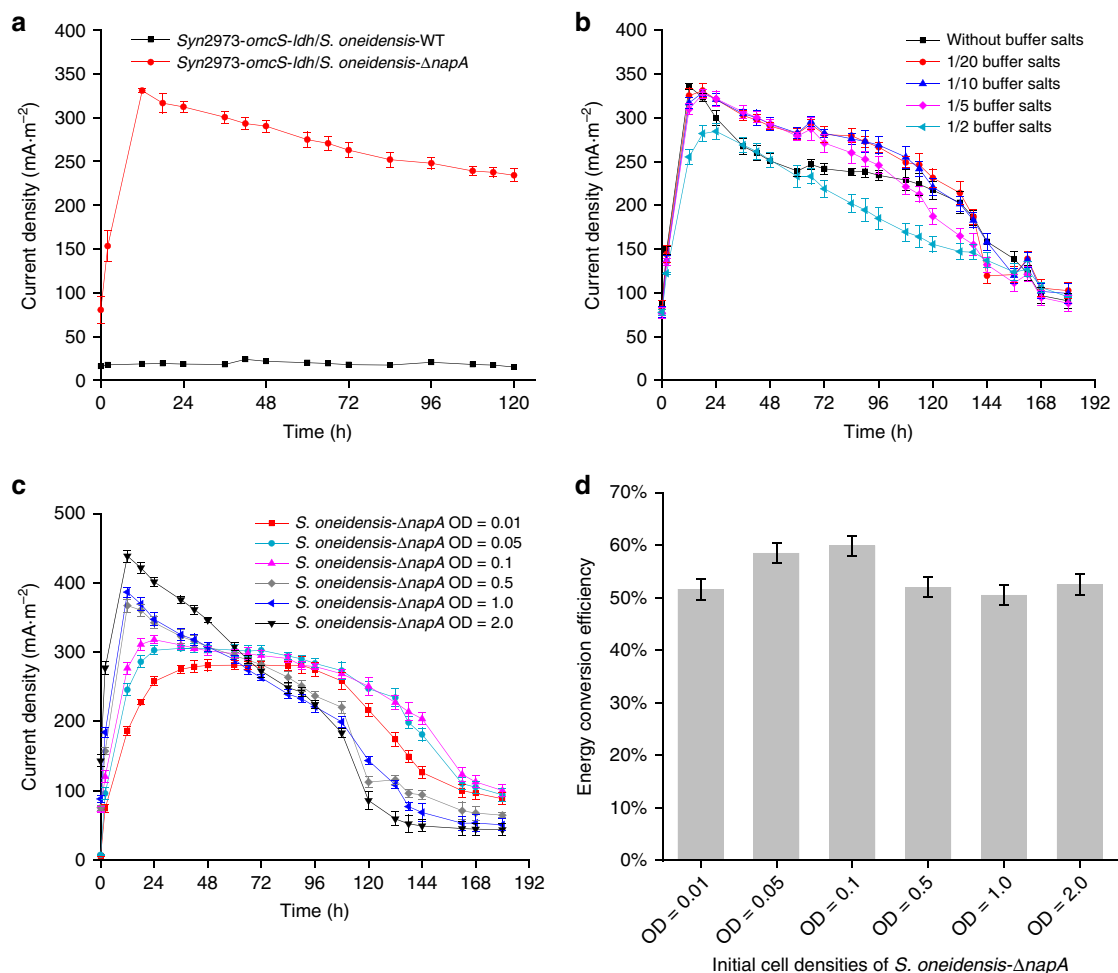 a
Syn2973-omcS-ldh/S. oneidensis-WT
Syn2973-omcS-ldh/S. oneidensis-ΔnapA
Current density (mA·m⁻²)
400
350
300
250
200
150
100
50
0
0 24 48 72 96 120
Time (h)
b
Without buffer salts
1/20 buffer salts
1/10 buffer salts
1/5 buffer salts
1/2 buffer salts
Current density (mA·m⁻²)
400
350
300
250
200
150
100
50
0
0 24 48 72 96 120 144 168 192
Time (h)
c
S. oneidensis-ΔnapA OD = 0.01
S. oneidensis-ΔnapA OD = 0.05
S. oneidensis-ΔnapA OD = 0.1
S. oneidensis-ΔnapA OD = 0.5
S. oneidensis-ΔnapA OD = 1.0
S. oneidensis-ΔnapA OD = 2.0
Current density (mA·m⁻²)
500
400
300
200
100
0
0 24 48 72 96 120 144 168 192
Time (h)
d
Energy conversion efficiency
70%
60%
50%
40%
30%
20%
10%
0%
OD = 0.01
OD = 0.05
OD = 0.1
OD = 0.5
OD = 1.0
OD = 2.0
Initial cell densities of S. oneidensis-ΔnapA